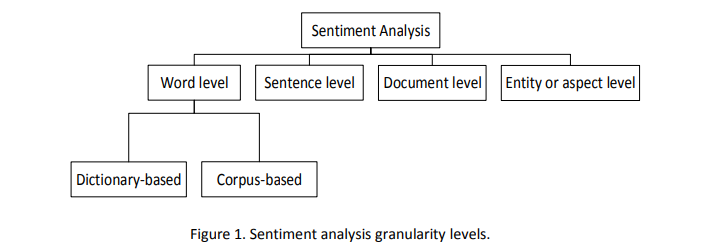 Sentiment Analysis
Word level
Sentence level
Document level
Entity or aspect level
Dictionary-based
Corpus-based
Figure 1. Sentiment analysis granularity levels.